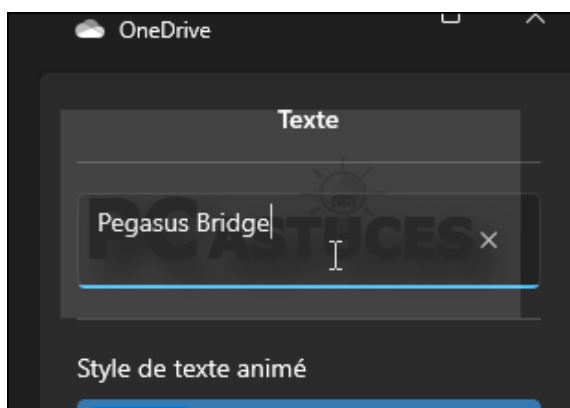 OneDrive
Texte
Pegasus Bridge
PC ASTUCES
Style de texte animé